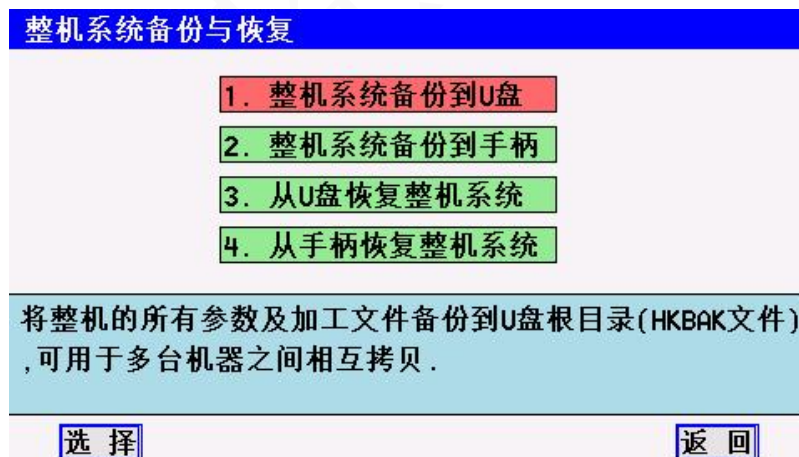 整机系统备份与恢复
1. 整机系统备份到U盘
2. 整机系统备份到手柄
3. 从U盘恢复整机系统
4. 从手柄恢复整机系统
将整机的所有参数及加工文件备份到U盘根目录(HKBAK文件)
,可用于多台机器之间相互拷贝.
选 择
返 回